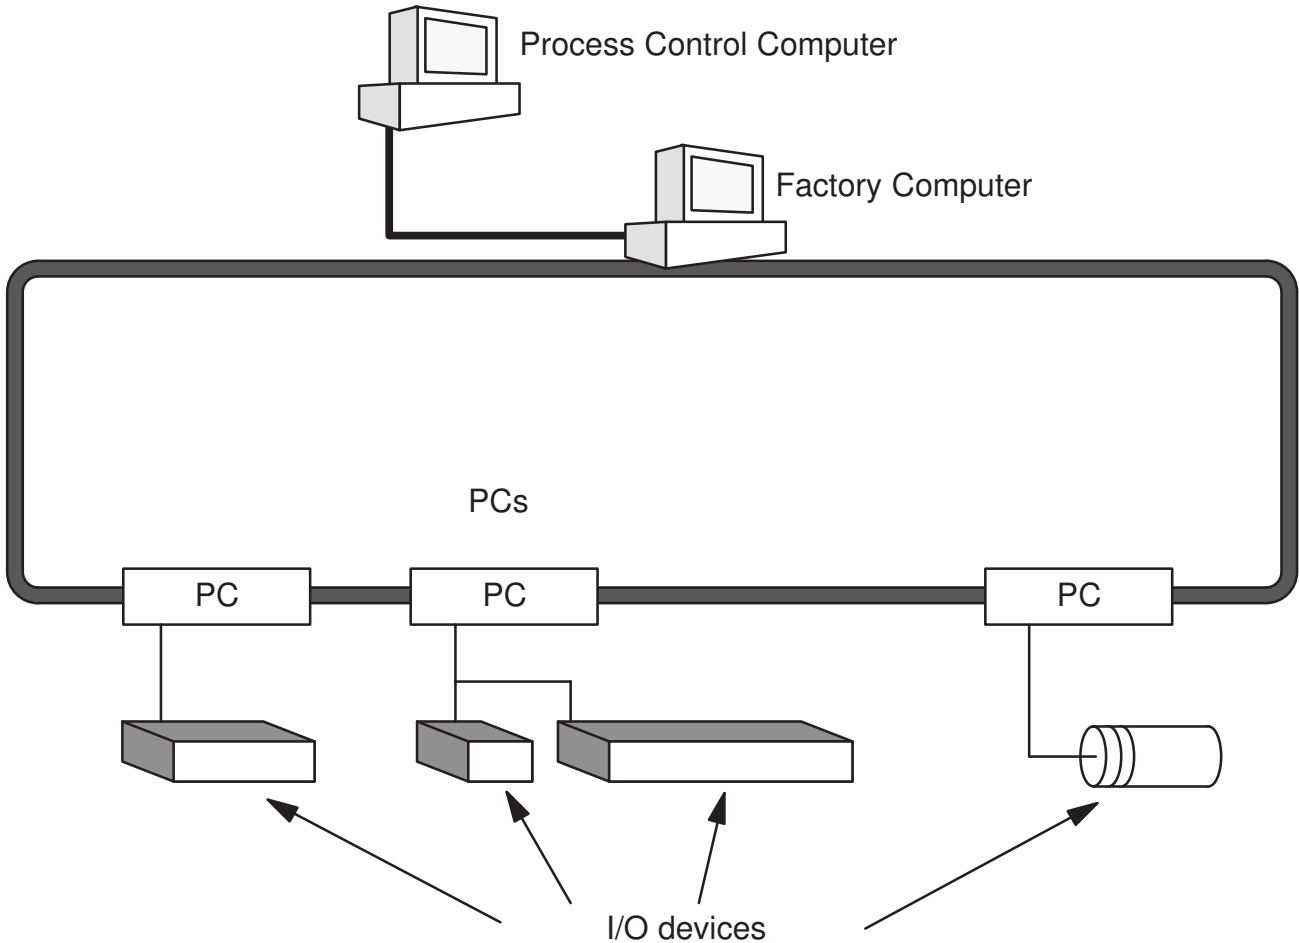 Process Control Computer
Factory Computer
PCs
PC
PC
PC
I/O devices